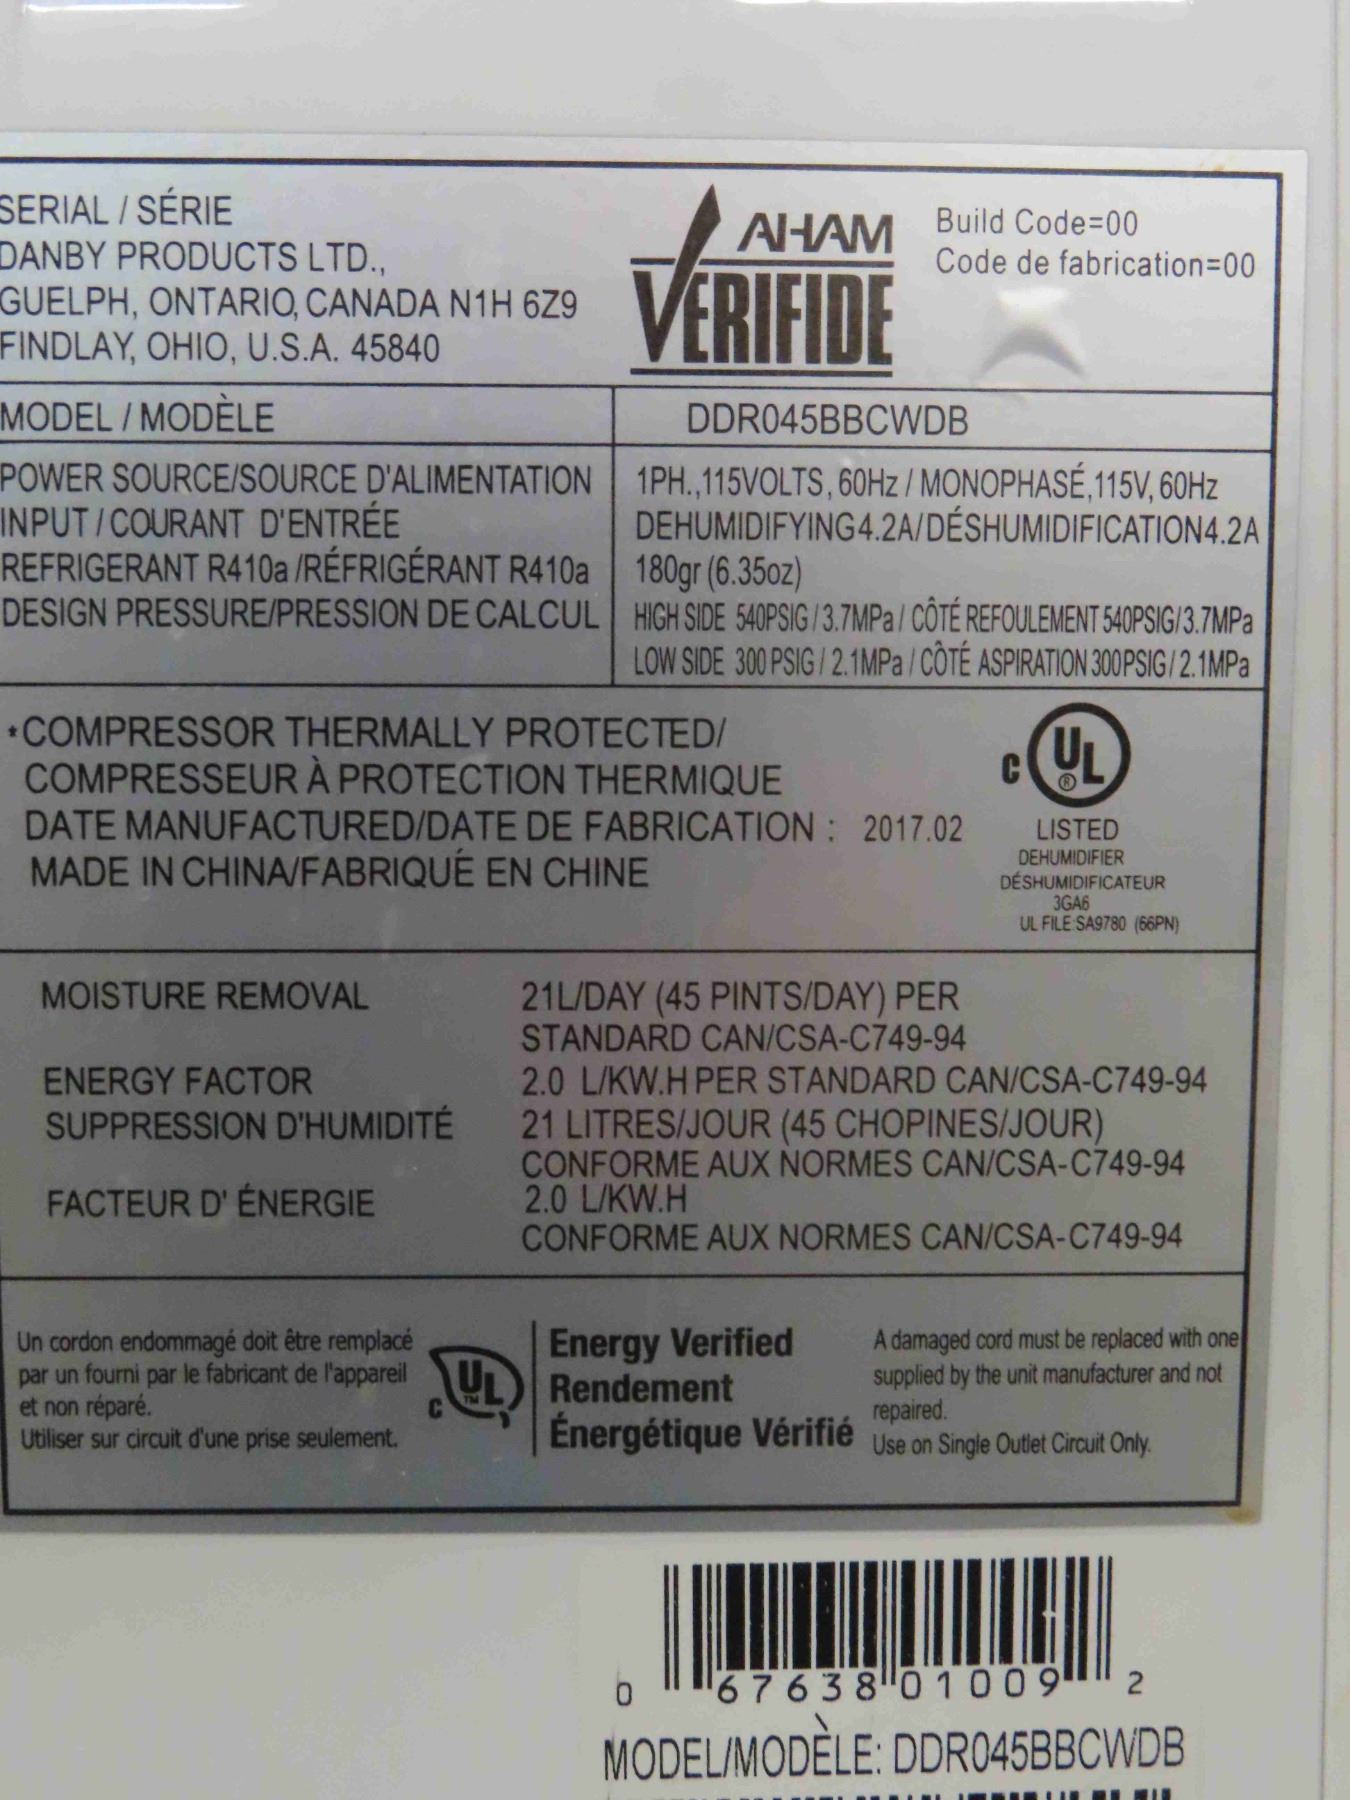 SERIAL / SÉRIE
DANBY PRODUCTS LTD.,
GUELPH, ONTARIO, CANADA N1H 6Z9
FINDLAY, OHIO, U.S.A. 45840
AHAM
VERIFIDE
Build Code=00
Code de fabrication=00
MODEL / MODÈLE DDR045BBCWDB
POWER SOURCE/SOURCE D'ALIMENTATION 1PH.,115VOLTS, 60Hz / MONOPHASÉ,115V, 60Hz
INPUT / COURANT D'ENTRÉE DEHUMIDIFYING4.2A/DÉSHUMIDIFICATION4.2A
REFRIGERANT R410a /RÉFRIGÉRANT R410a 180gr (6.35oz)
DESIGN PRESSURE/PRESSION DE CALCUL HIGH SIDE 540PSIG / 3.7MPa / CÔTÉ REFOULEMENT 540PSIG/3.7MPa
LOW SIDE 300 PSIG / 2.1MPa / CÔTÉ ASPIRATION 300PSIG / 2.1MPa
*COMPRESSOR THERMALLY PROTECTED/
COMPRESSEUR À PROTECTION THERMIQUE
DATE MANUFACTURED/DATE DE FABRICATION : 2017.02
MADE IN CHINA/FABRIQUÉ EN CHINE
C UL ®
LISTED
DEHUMIDIFIER
DÉSHUMIDIFICATEUR
3GA6
UL FILE:SA9780 (66PN)
MOISTURE REMOVAL 21L/DAY (45 PINTS/DAY) PER
STANDARD CAN/CSA-C749-94
ENERGY FACTOR 2.0 L/KW.H PER STANDARD CAN/CSA-C749-94
SUPPRESSION D'HUMIDITÉ 21 LITRES/JOUR (45 CHOPINES/JOUR)
CONFORME AUX NORMES CAN/CSA-C749-94
FACTEUR D' ÉNERGIE 2.0 L/KW.H
CONFORME AUX NORMES CAN/CSA-C749-94
Un cordon endommagé doit être remplacé
par un fourni par le fabricant de l'appareil
et non réparé.
Utiliser sur circuit d'une prise seulement.
C UL ™
Energy Verified
Rendement
Énergétique Vérifié
A damaged cord must be replaced with one
supplied by the unit manufacturer and not
repaired.
Use on Single Outlet Circuit Only.
0 67638 01009 2
MODEL/MODÈLE: DDR045BBCWDB